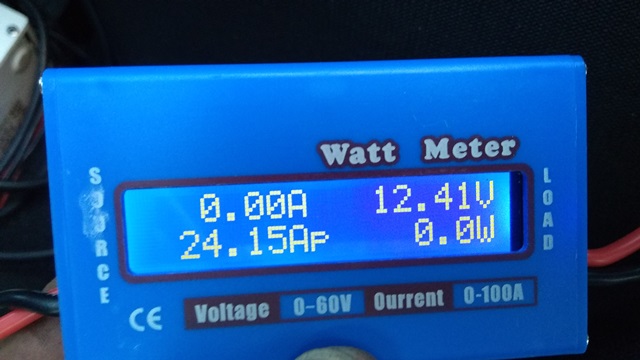 Watt Meter
SOURCE
0.00A 12.41V
24.15Ap 0.0W
LOAD
CE
Voltage 0-60V Ourrent 0-100A